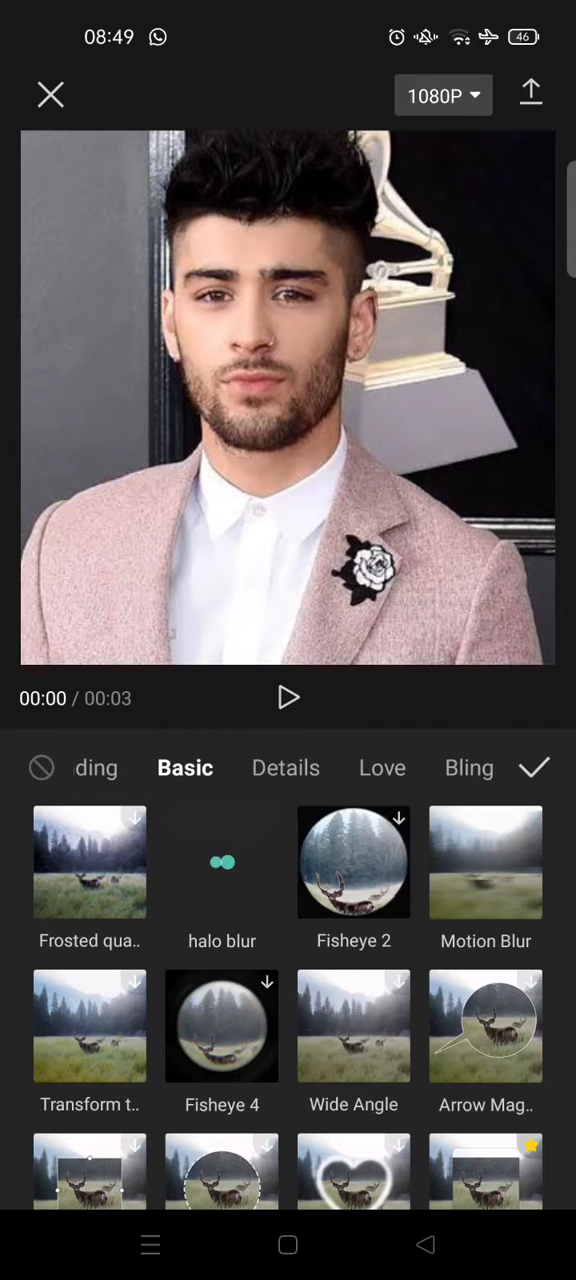 08:49
46
1080P
00:00 / 00:03
ding Basic Details Love Bling
Frosted qua.. halo blur Fisheye 2 Motion Blur
Transform t.. Fisheye 4 Wide Angle Arrow Mag..